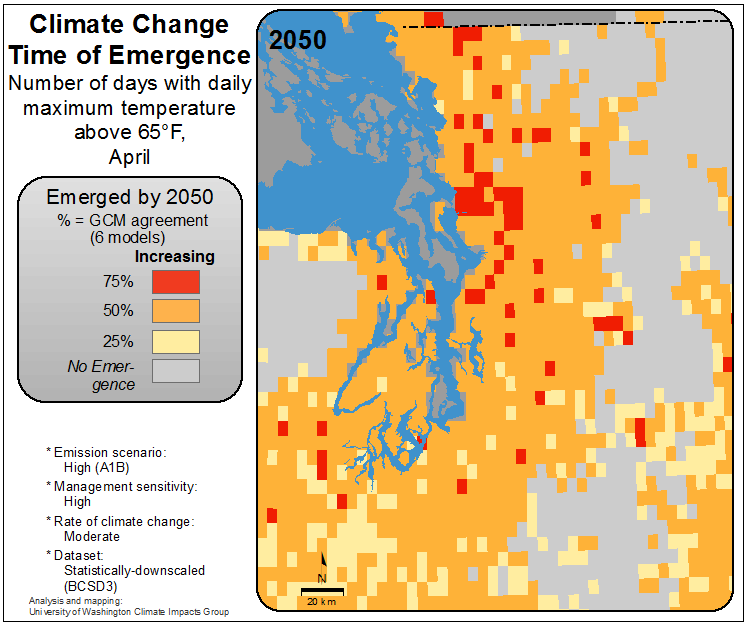 Climate Change
Time of Emergence
Number of days with daily
maximum temperature
above 65°F,
April
Emerged by 2050
% = GCM agreement
(6 models)
Increasing
75%
50%
25%
No Emer-
gence
* Emission scenario:
High (A1B)
* Management sensitivity:
High
* Rate of climate change:
Moderate
* Dataset:
Statistically-downscaled
(BCSD3)
Analysis and mapping:
University of Washington Climate Impacts Group
2050
N
20 km